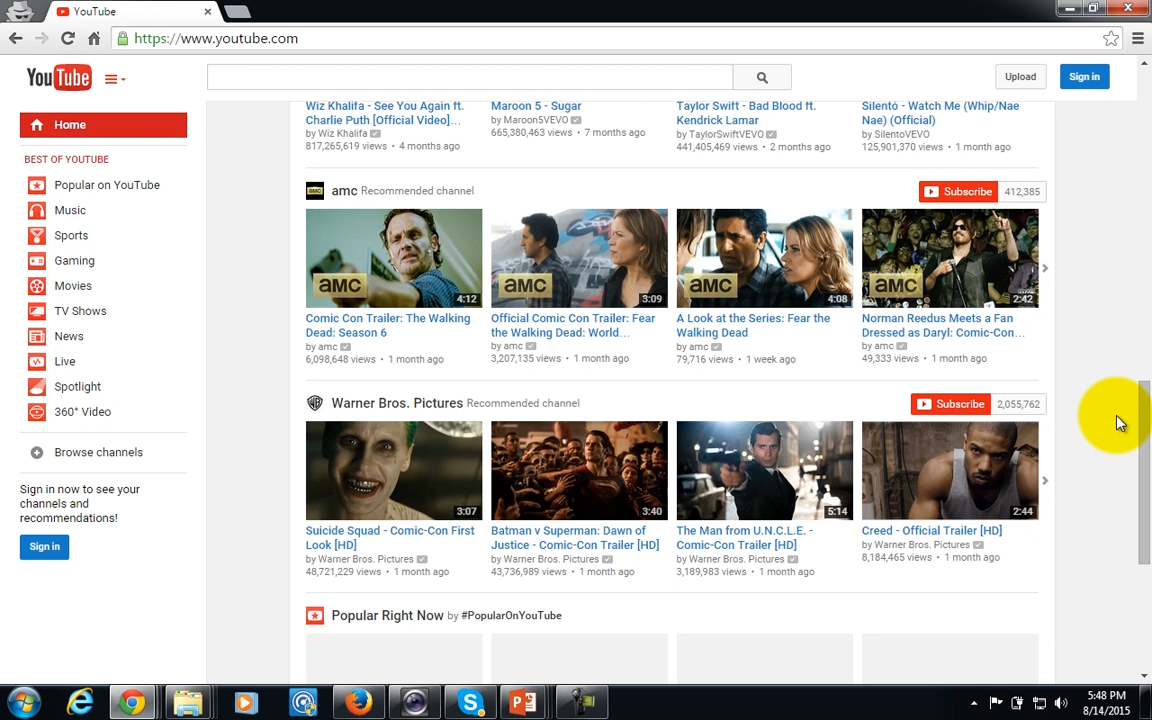 YouTube
https://www.youtube.com
YouTube
Upload
Sign in
Home
BEST OF YOUTUBE
Popular on YouTube
Music
Sports
Gaming
Movies
TV Shows
News
Live
Spotlight
360° Video
Browse channels
Sign in now to see your
channels and
recommendations!
Sign in
Wiz Khalifa - See You Again ft.
Charlie Puth [Official Video]...
by Wiz Khalifa
817,265,619 views • 4 months ago
Maroon 5 - Sugar
by Maroon5VEVO
665,380,463 views • 7 months ago
Taylor Swift - Bad Blood ft.
Kendrick Lamar
by TaylorSwiftVEVO
441,405,469 views • 2 months ago
Silentó - Watch Me (Whip/Nae
Nae) (Official)
by SilentoVEVO
125,901,370 views • 1 month ago
amc Recommended channel
Subscribe 412,385
amc
4:12
amc
3:09
amc
4:08
amc
2:42
Comic Con Trailer: The Walking
Dead: Season 6
by amc
6,098,648 views • 1 month ago
Official Comic Con Trailer: Fear
the Walking Dead: World...
by amc
3,207,135 views • 1 month ago
A Look at the Series: Fear the
Walking Dead
by amc
79,716 views • 1 week ago
Norman Reedus Meets a Fan
Dressed as Daryl: Comic-Con...
by amc
49,333 views • 1 month ago
Warner Bros. Pictures Recommended channel
Subscribe 2,055,762
3:07
3:40
5:14
2:44
Suicide Squad - Comic-Con First
Look [HD]
by Warner Bros. Pictures
48,721,229 views • 1 month ago
Batman v Superman: Dawn of
Justice - Comic-Con Trailer [HD]
by Warner Bros. Pictures
43,736,989 views • 1 month ago
The Man from U.N.C.L.E. -
Comic-Con Trailer [HD]
by Warner Bros. Pictures
3,189,983 views • 1 month ago
Creed - Official Trailer [HD]
by Warner Bros. Pictures
8,184,465 views • 1 month ago
Popular Right Now by #PopularOnYouTube
5:48 PM
8/14/2015